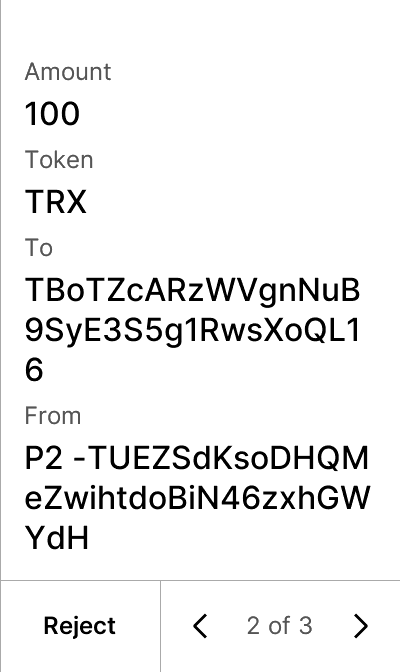 Amount
100
Token
TRX
To
TBoTZcARzWVgnNuB
9SyE3S5g1RwsXoQL1
6
From
P2 -TUEZSdKsoDHQM
eZwihtdoBiN46zxhGW
YdH
Reject
2 of 3